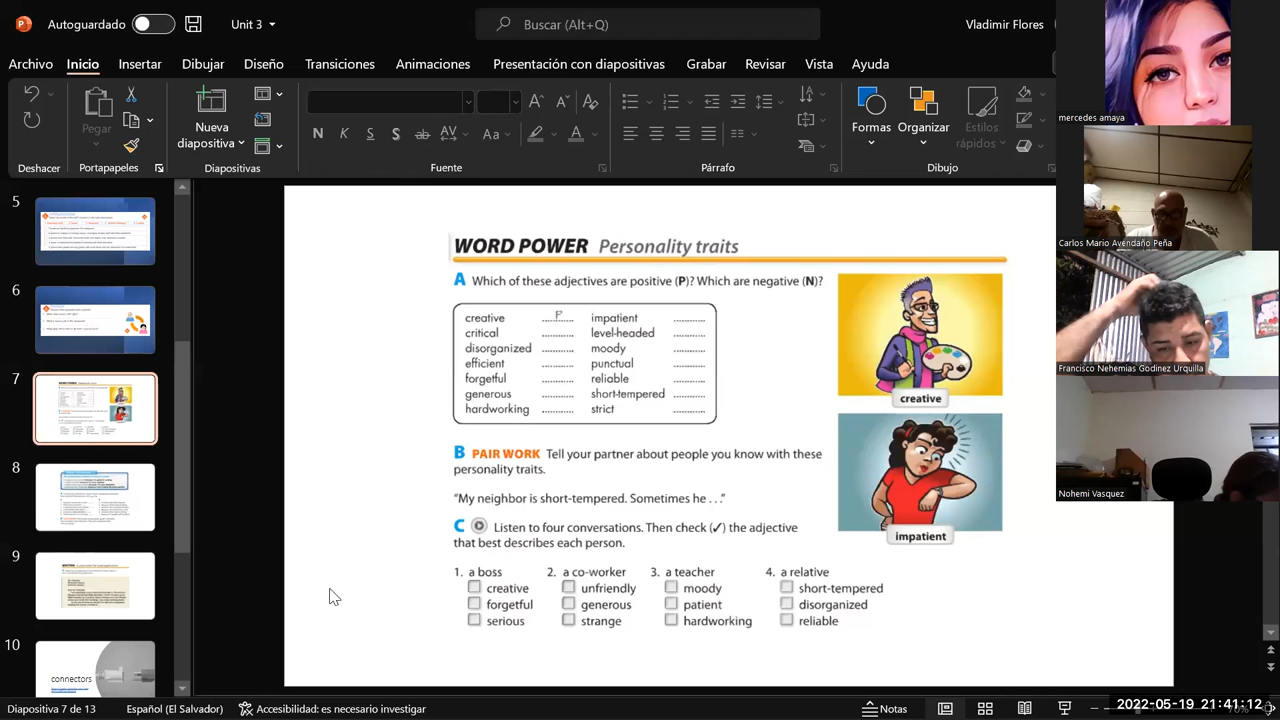 Autoguardado
Unit 3
Buscar (Alt+Q)
Vladimir Flores
Archivo Inicio Insertar Dibujar Diseño Transiciones Animaciones Presentación con diapositivas Grabar Revisar Vista Ayuda
Pegar
Nueva
diapositiva
Formas
Organizar
Estilos
rápidos
Deshacer
Portapapeles
Diapositivas
Fuente
Párrafo
Dibujo
mercedes amaya
Carlos Mario Avendaño Peña
Francisco Nehemias Godinez Urquilla
Nohemi Vasquez
5
6
7
8
9
10
connectors
WORD POWER Personality traits
A Which of these adjectives are positive (P)? Which are negative (N)?
creative P impatient
critical level-headed
disorganized moody
efficient punctual
forgetful reliable
generous short-tempered
hardworking strict
creative
impatient
B PAIR WORK Tell your partner about people you know with these
personality traits.
"My neighor is short-tempered. Sometimes he . . ."
C Listen to four conversations. Then check (✓) the adjective
that best describes each person.
1. a boss 2. a co-worker 3. a teacher 4. a relative
creative unfriendly moody short-tempered
forgetful generous patient disorganized
serious strange hardworking reliable
Diapositiva 7 de 13
Español (El Salvador)
Accesibilidad: es necesario investigar
Notas
2022-05-19 21:41:12